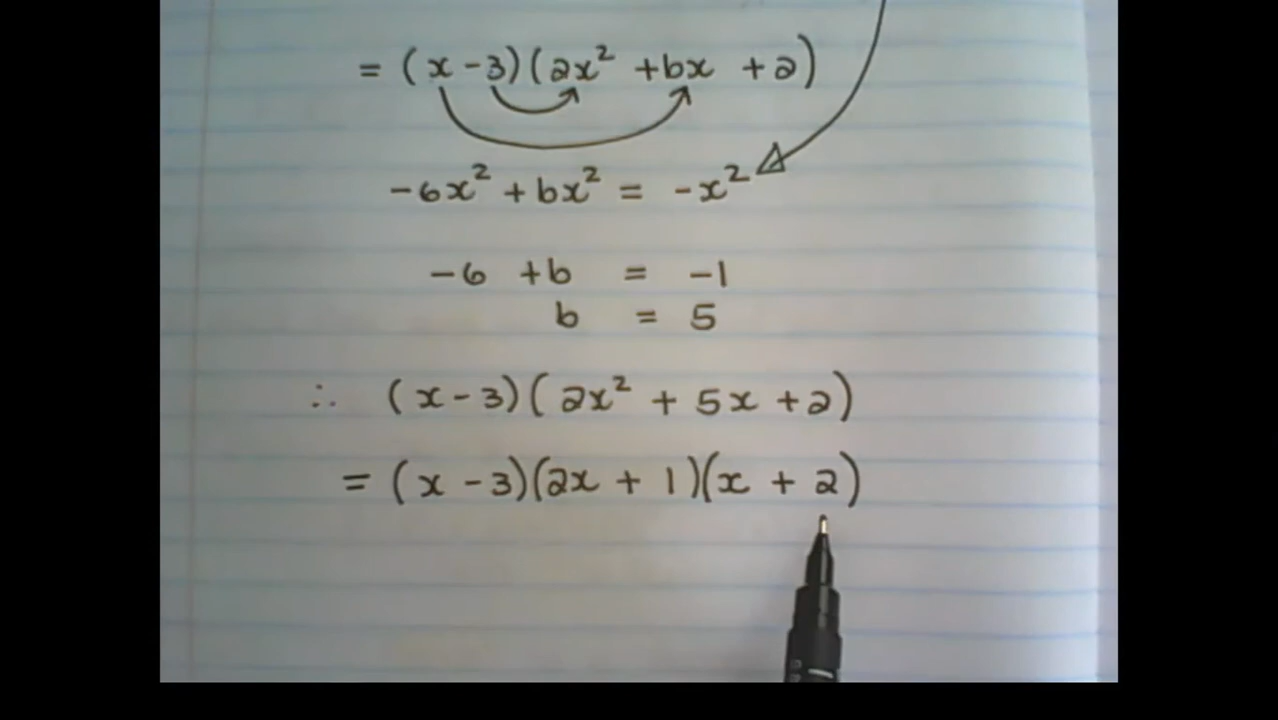 = (x - 3)(2x² + bx + 2)
-6x² + bx² = -x²
-6 + b = -1
b = 5
∴ (x - 3)(2x² + 5x + 2)
= (x - 3)(2x + 1)(x + 2)